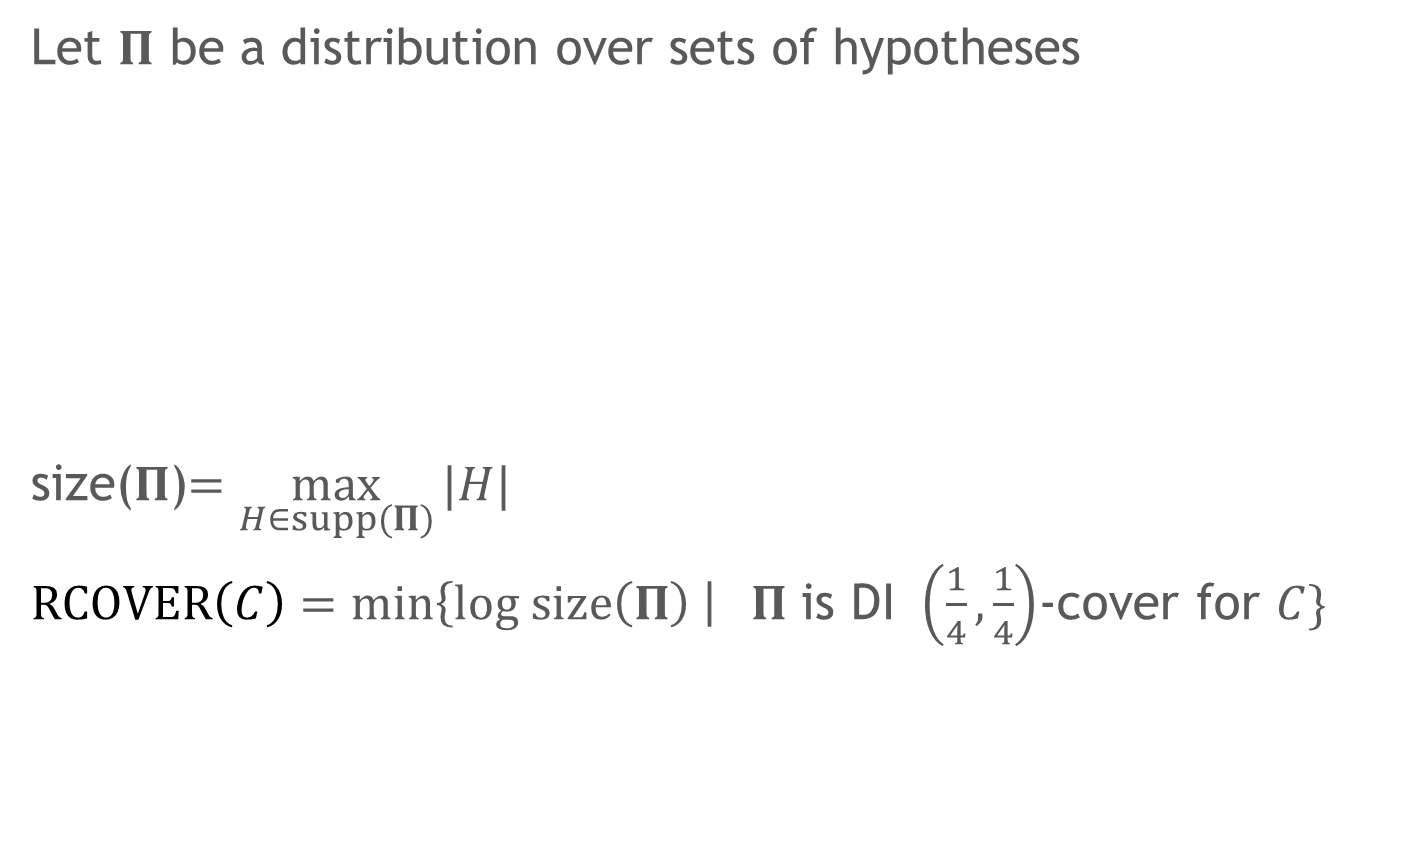 Let 𝚷 be a distribution over sets of hypotheses
size(𝚷)= max_{H∈supp(𝚷)} |H|
RCOVER(C) = min{log size(𝚷) | 𝚷 is DI (1/4, 1/4)-cover for C}